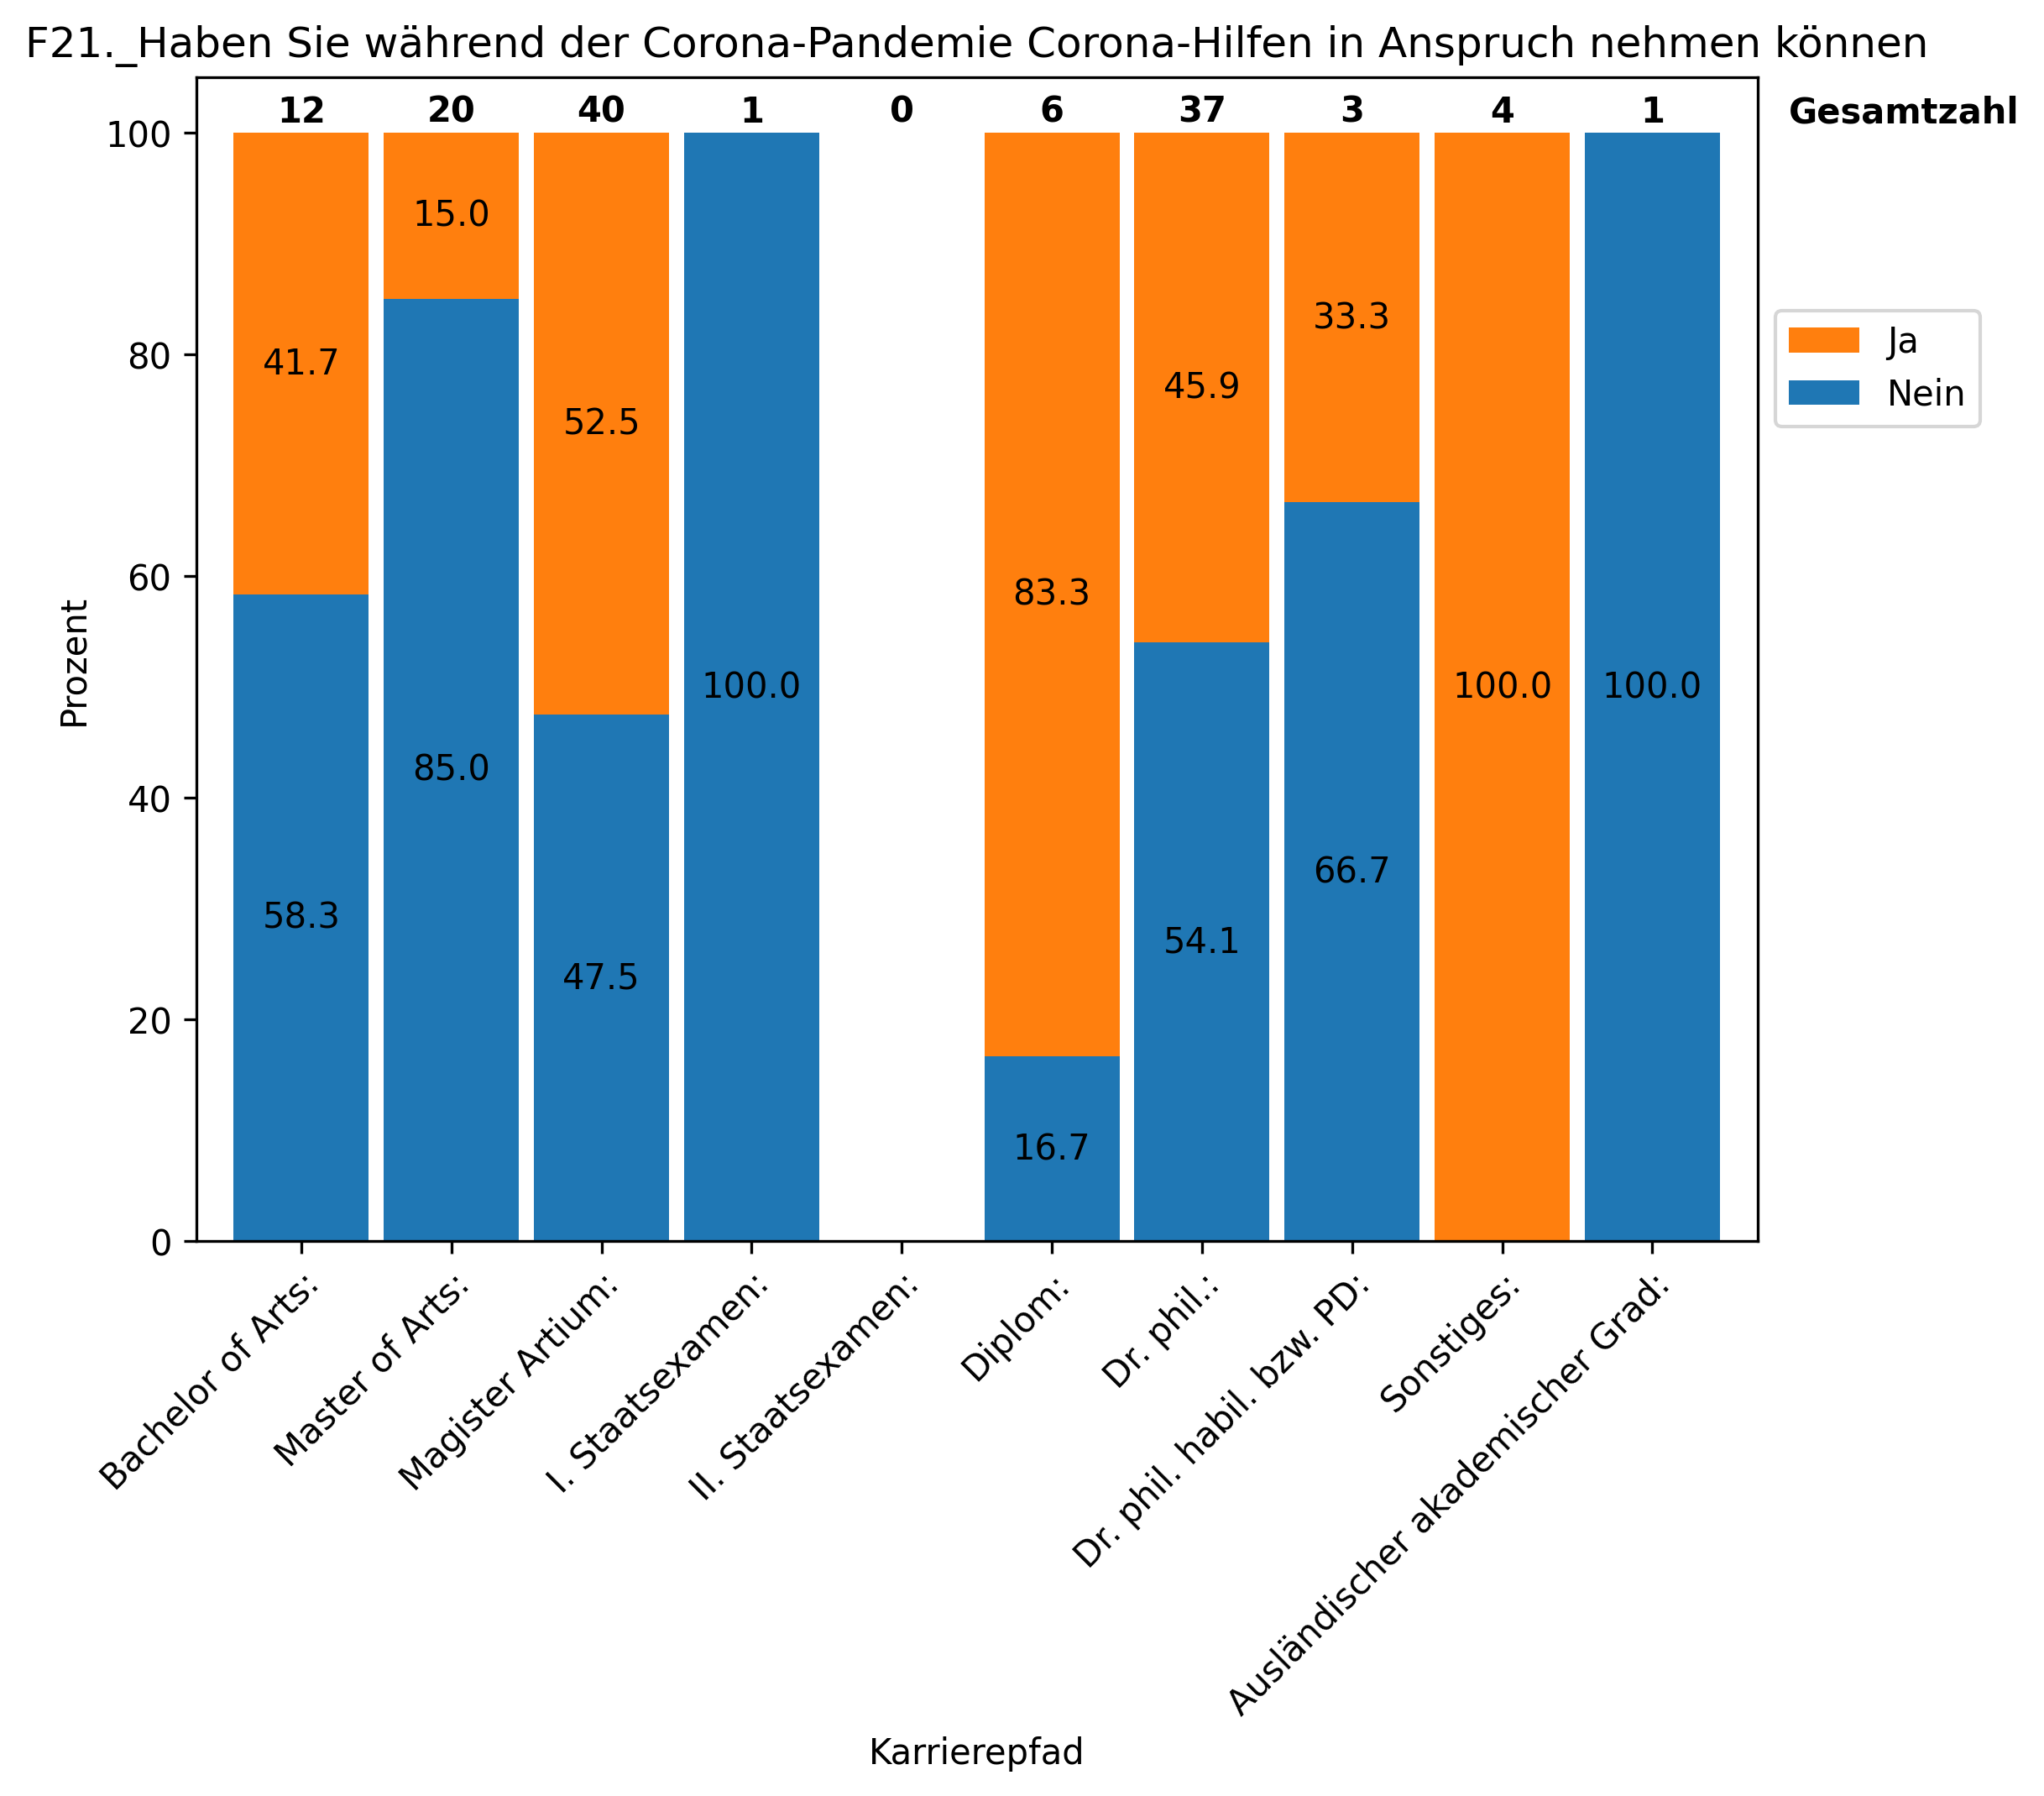 F21._Haben Sie während der Corona-Pandemie Corona-Hilfen in Anspruch nehmen können
12 20 40 1 0 6 37 3 4 1 Gesamtzahl
100
80
60
40
20
0
Prozent
41.7
58.3
15.0
85.0
52.5
47.5
100.0
83.3
16.7
45.9
54.1
33.3
66.7
100.0
100.0
Ja
Nein
Bachelor of Arts:
Master of Arts:
Magister Artium:
I. Staatsexamen:
II. Staatsexamen:
Diplom:
Dr. phil.:
Dr. phil. habil. bzw. PD:
Sonstiges:
Ausländischer akademischer Grad:
Karrierepfad